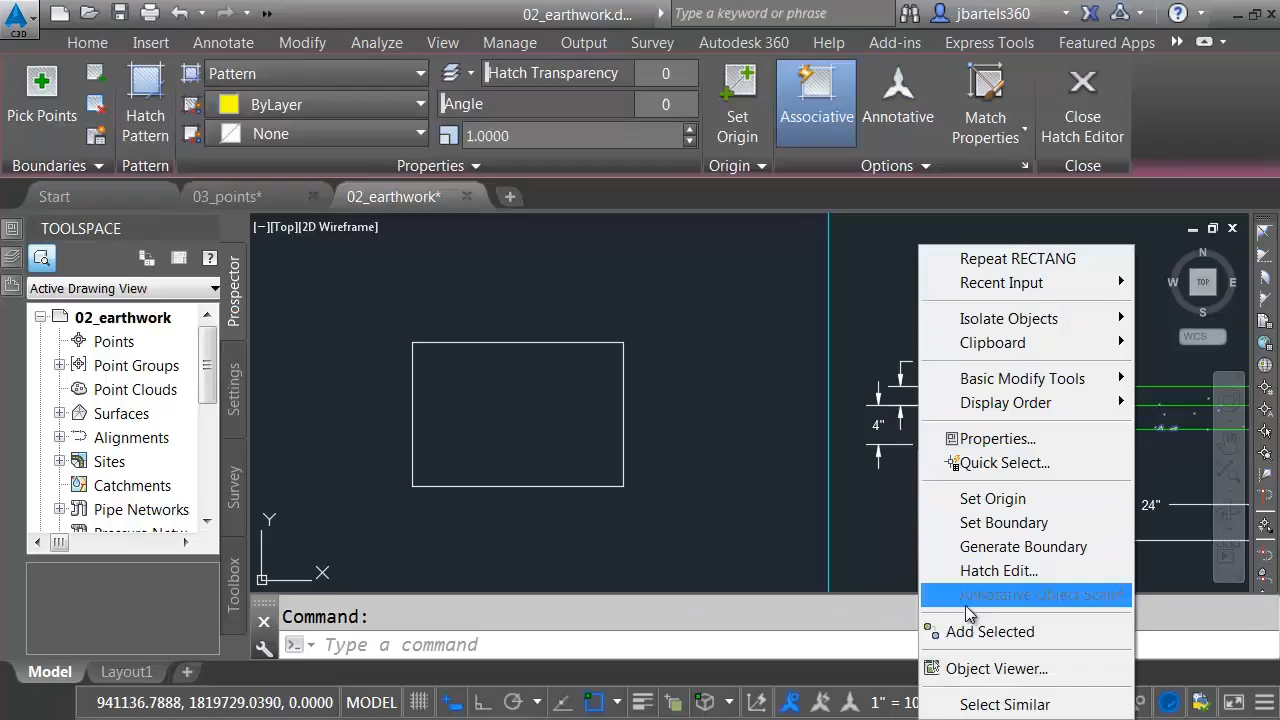 02_earthwork.d...
Type a keyword or phrase
jbartels360
C3D
Home
Insert
Annotate
Modify
Analyze
View
Manage
Output
Survey
Autodesk 360
Help
Add-ins
Express Tools
Featured Apps
Pick Points
Hatch
Pattern
Pattern
ByLayer
None
Hatch Transparency
0
Angle
0
1.0000
Set
Origin
Associative
Annotative
Match
Properties
Close
Hatch Editor
Boundaries
Pattern
Properties
Origin
Options
Close
Start
03_points*
02_earthwork*
TOOLSPACE
Active Drawing View
02_earthwork
Points
Point Groups
Point Clouds
Surfaces
Alignments
Sites
Catchments
Pipe Networks
Prospector
Settings
Survey
Toolbox
[−][Top][2D Wireframe]
Y
X
4"
24"
N
W
TOP
E
S
WCS
Repeat RECTANG
Recent Input
Isolate Objects
Clipboard
Basic Modify Tools
Display Order
Properties...
Quick Select...
Set Origin
Set Boundary
Generate Boundary
Hatch Edit...
Annotative Object Scale
Add Selected
Object Viewer...
Select Similar
Command:
Type a command
Model
Layout1
941136.7888, 1819729.0390, 0.0000
MODEL
1" = 10